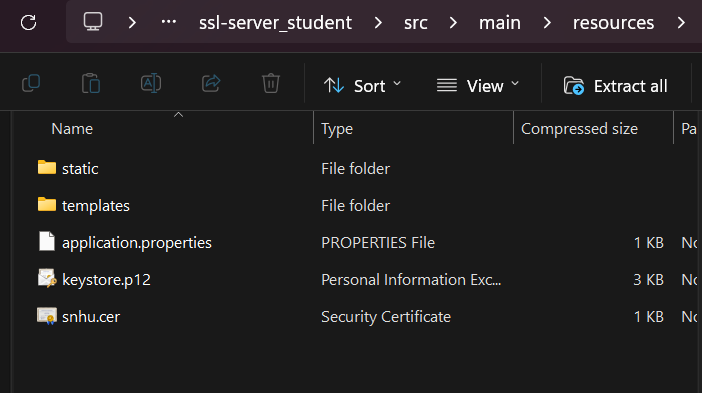 ssl-server_student src main resources
Sort View Extract all
Name Type Compressed size Pa
static File folder
templates File folder
application.properties PROPERTIES File 1 KB No
keystore.p12 Personal Information Exc... 3 KB No
snhu.cer Security Certificate 1 KB No